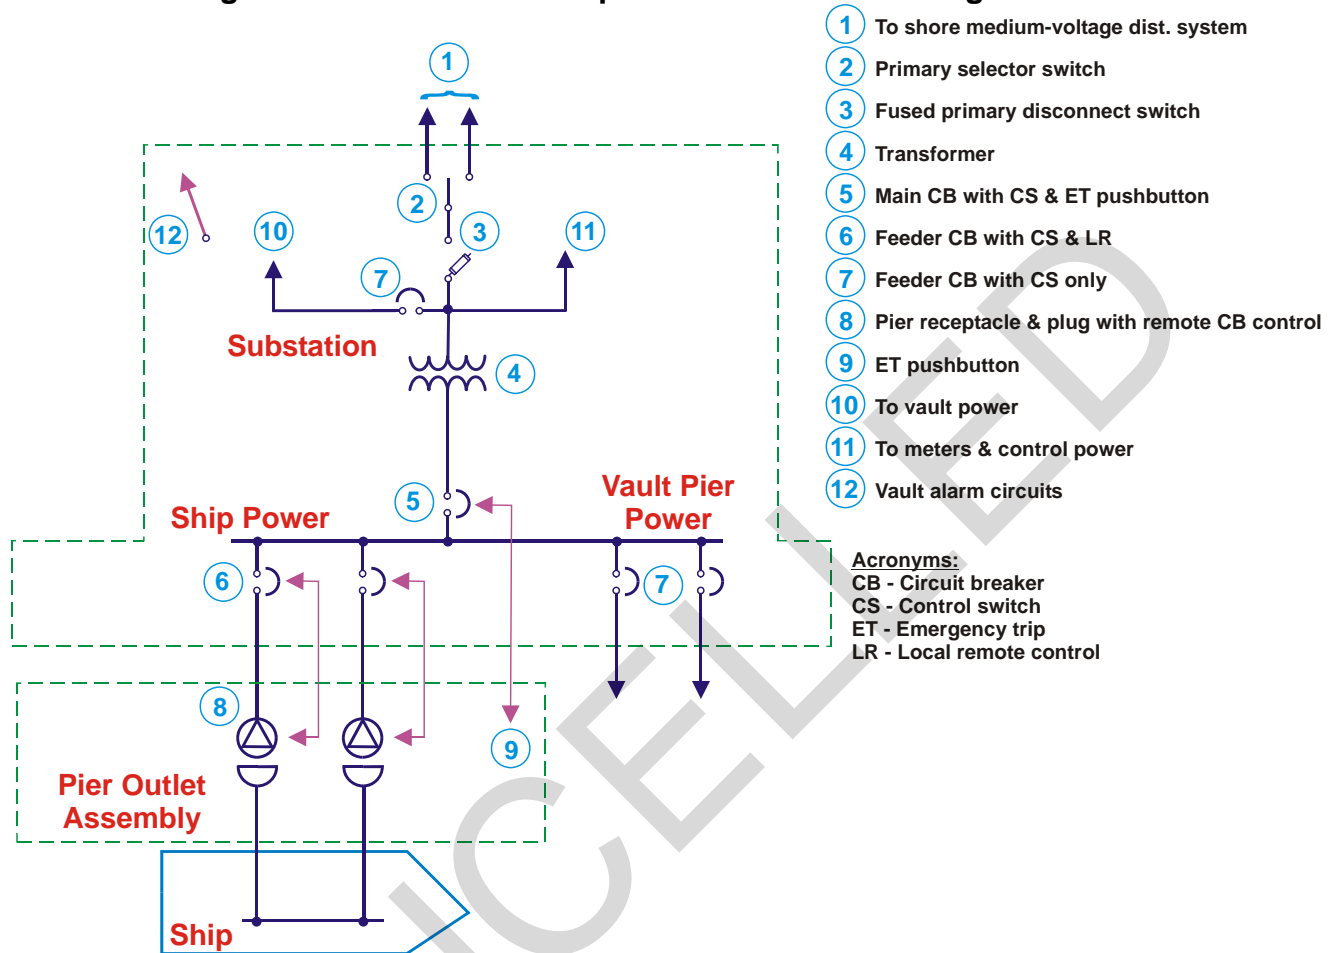 1 To shore medium-voltage dist. system
2 Primary selector switch
3 Fused primary disconnect switch
4 Transformer
5 Main CB with CS & ET pushbutton
6 Feeder CB with CS & LR
7 Feeder CB with CS only
8 Pier receptacle & plug with remote CB control
9 ET pushbutton
10 To vault power
11 To meters & control power
12 Vault alarm circuits
Acronyms:
CB - Circuit breaker
CS - Control switch
ET - Emergency trip
LR - Local remote control
1
2
12
10
3
11
7
Substation
4
5
Vault Pier
Power
Ship Power
6
7
8
9
Pier Outlet
Assembly
Ship